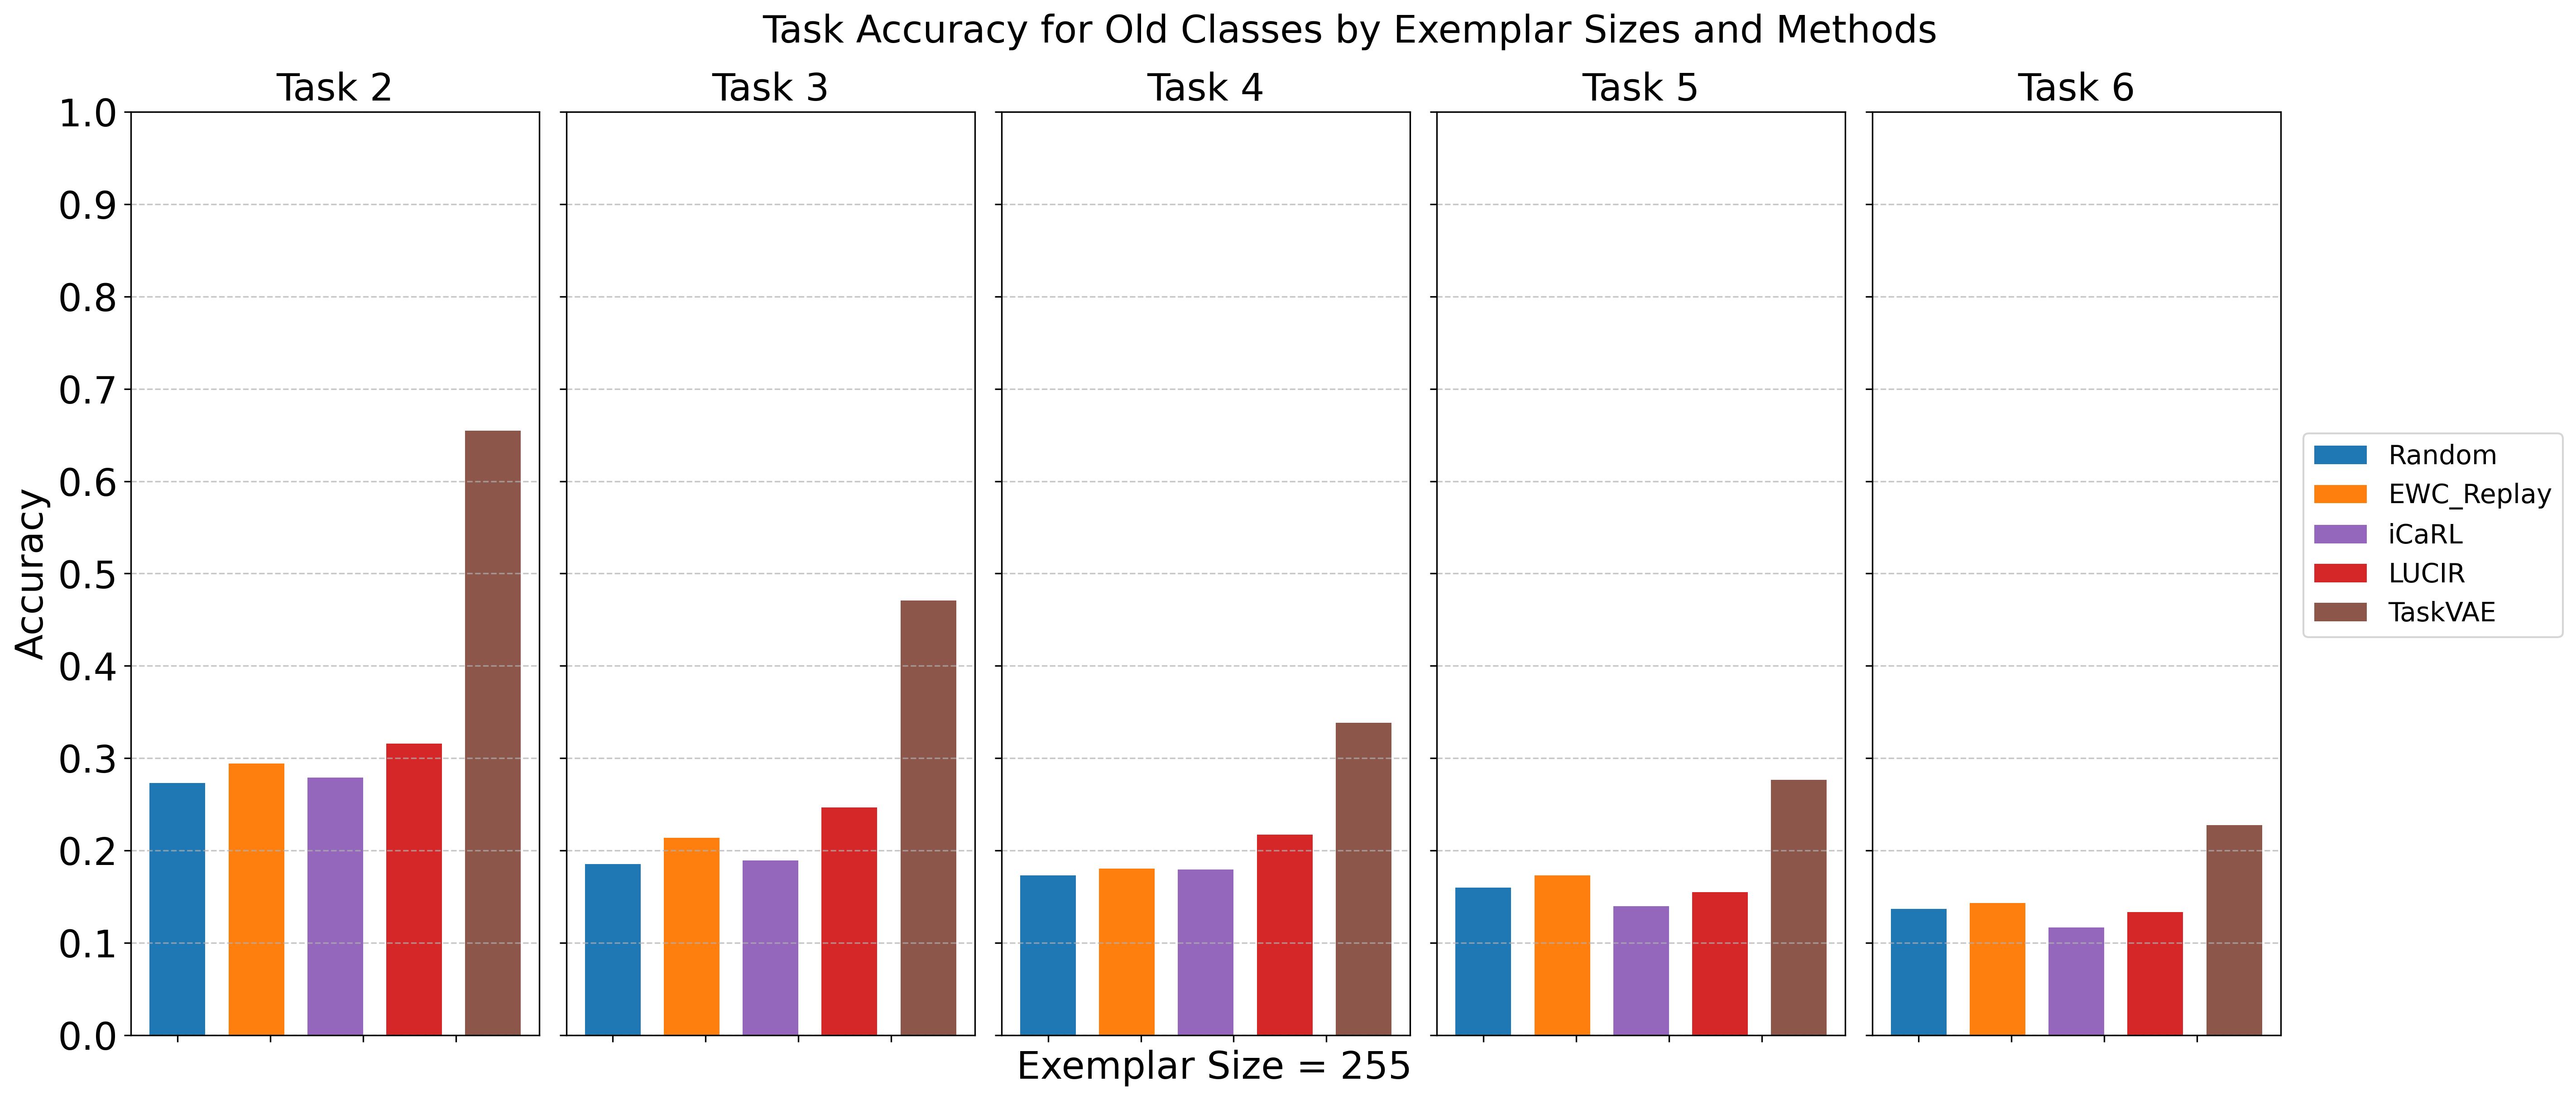 Task Accuracy for Old Classes by Exemplar Sizes and Methods
Task 2
Task 3
Task 4
Task 5
Task 6
1.0
0.9
0.8
0.7
0.6
0.5
0.4
0.3
0.2
0.1
0.0
Accuracy
Exemplar Size = 255
Random
EWC_Replay
iCaRL
LUCIR
TaskVAE